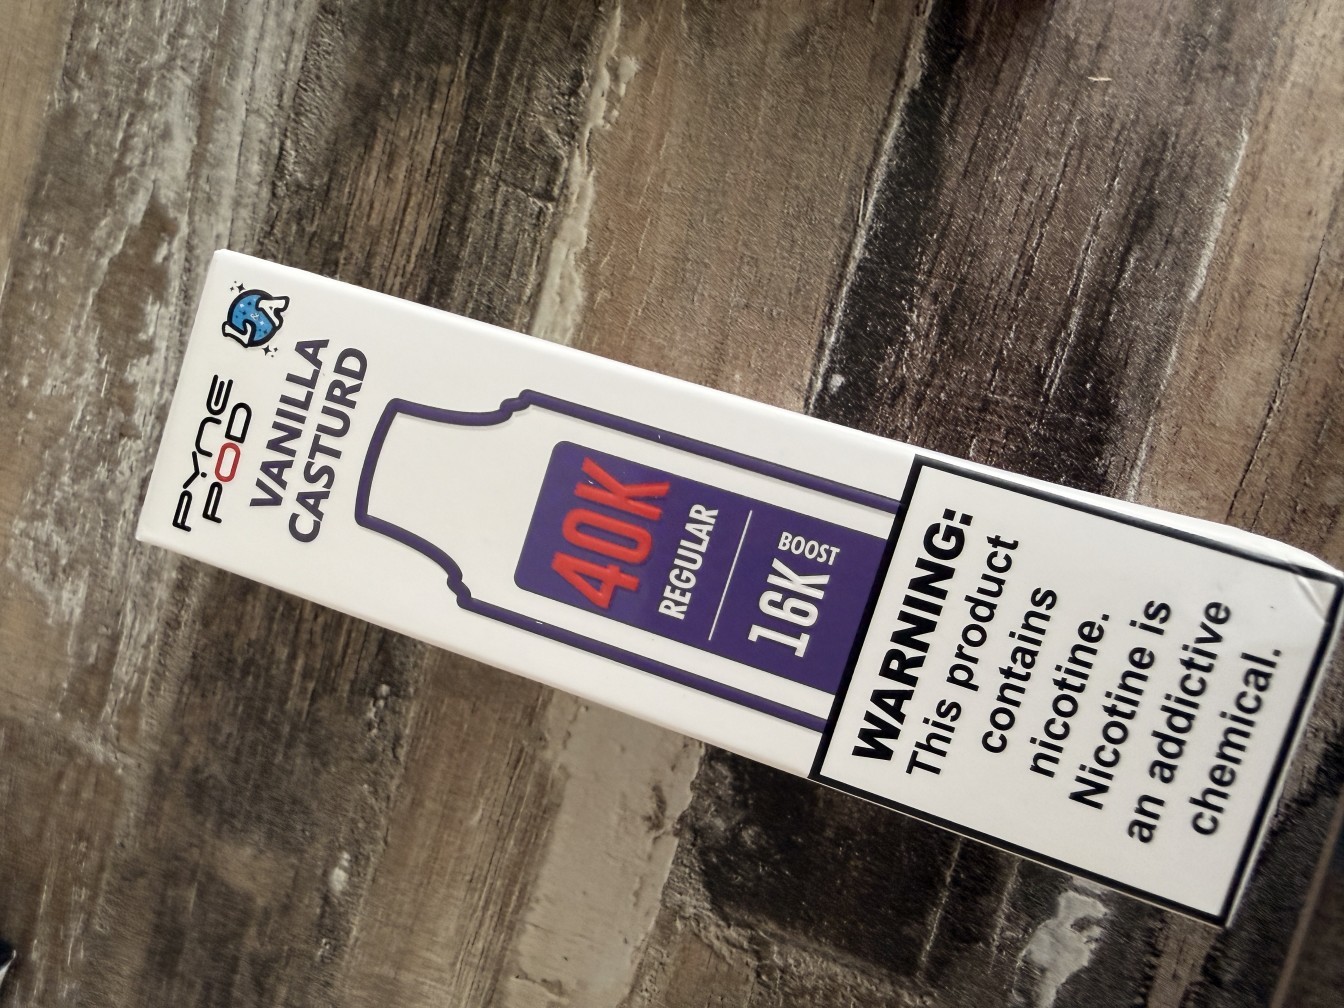 PYNE
POD
L&A
VANILLA
CASTURD
40K
REGULAR
16K BOOST
WARNING:
This product
contains
nicotine.
Nicotine is
an addictive
chemical.